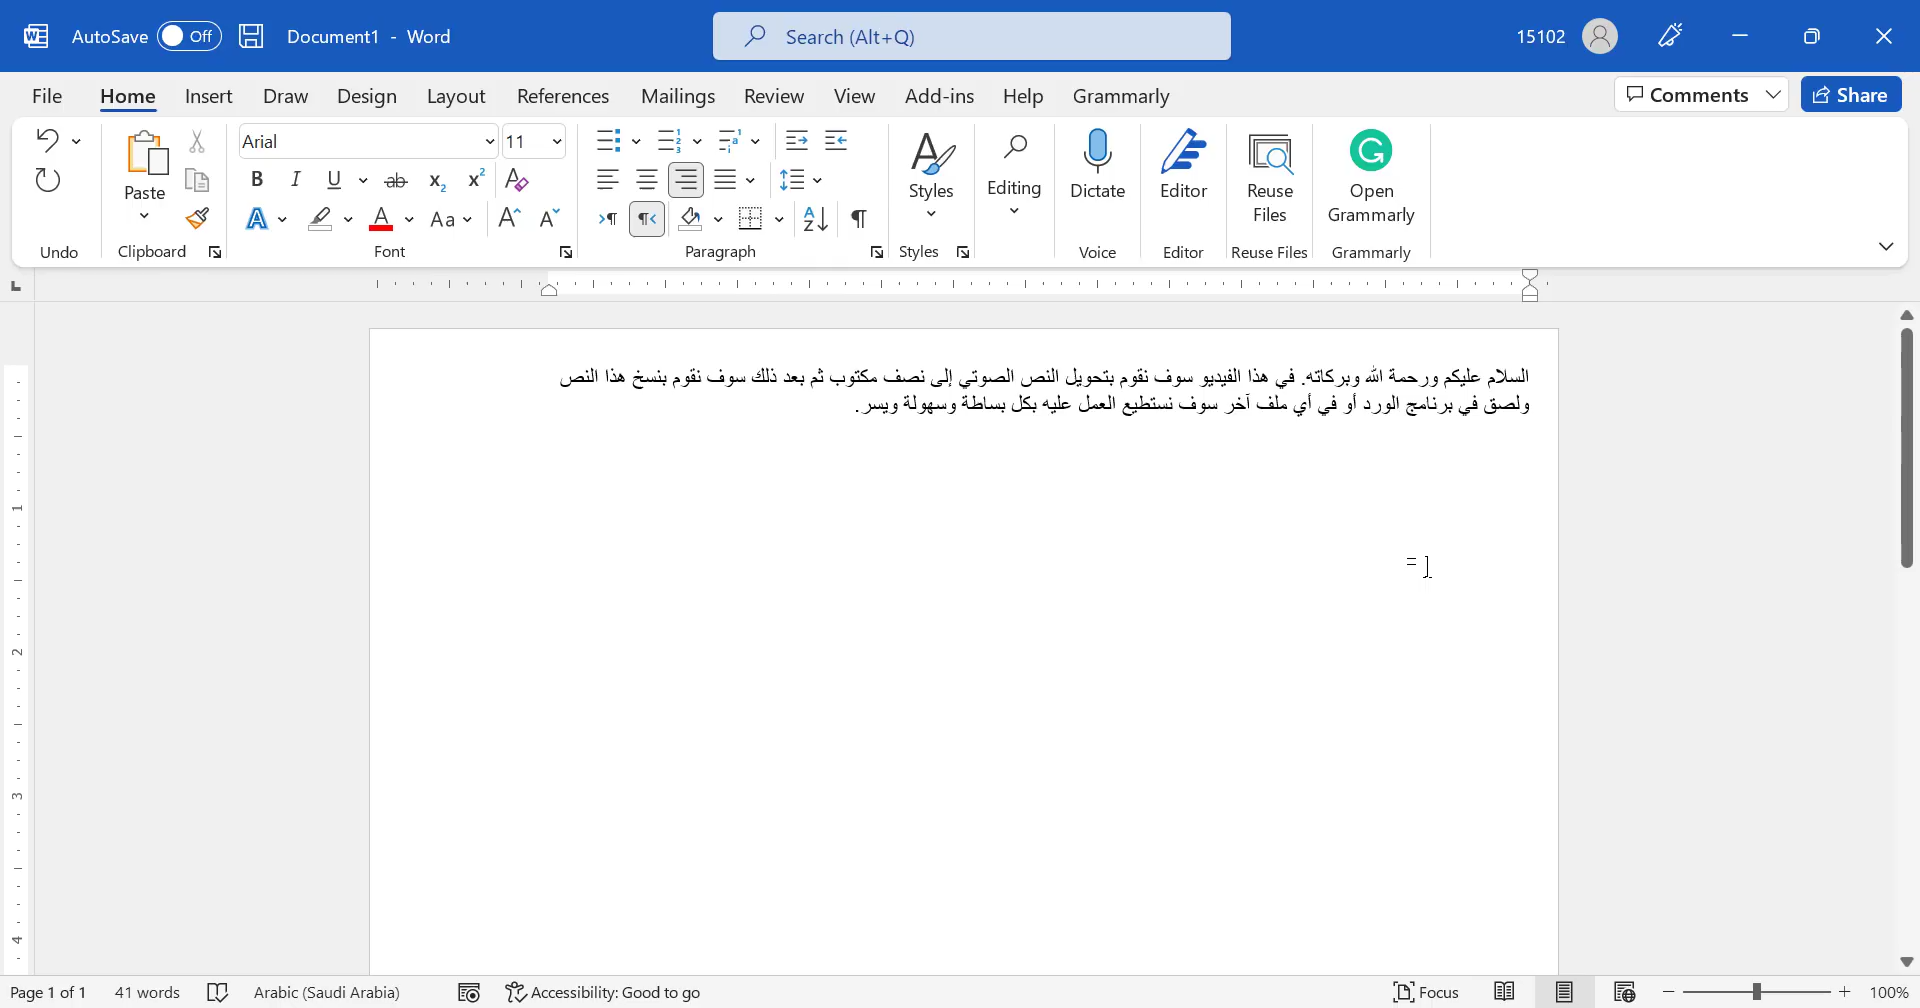 AutoSave Off Document1 - Word Search (Alt+Q) 15102
File Home Insert Draw Design Layout References Mailings Review View Add-ins Help Grammarly Comments Share
Arial 11
Paste Styles Editing Dictate Editor Reuse Files Open Grammarly
Undo Clipboard Font Paragraph Styles Voice Editor Reuse Files Grammarly
السلام عليكم ورحمة الله وبركاته. في هذا الفيديو سوف نقوم بتحويل النص الصوتي إلى نصف مكتوب ثم بعد ذلك سوف نقوم بنسخ هذا النص
ولصق في برنامج الورد أو في أي ملف آخر سوف نستطيع العمل عليه بكل بساطة وسهولة ويسر.
1
2
3
4
Page 1 of 1 41 words Arabic (Saudi Arabia) Accessibility: Good to go Focus 100%